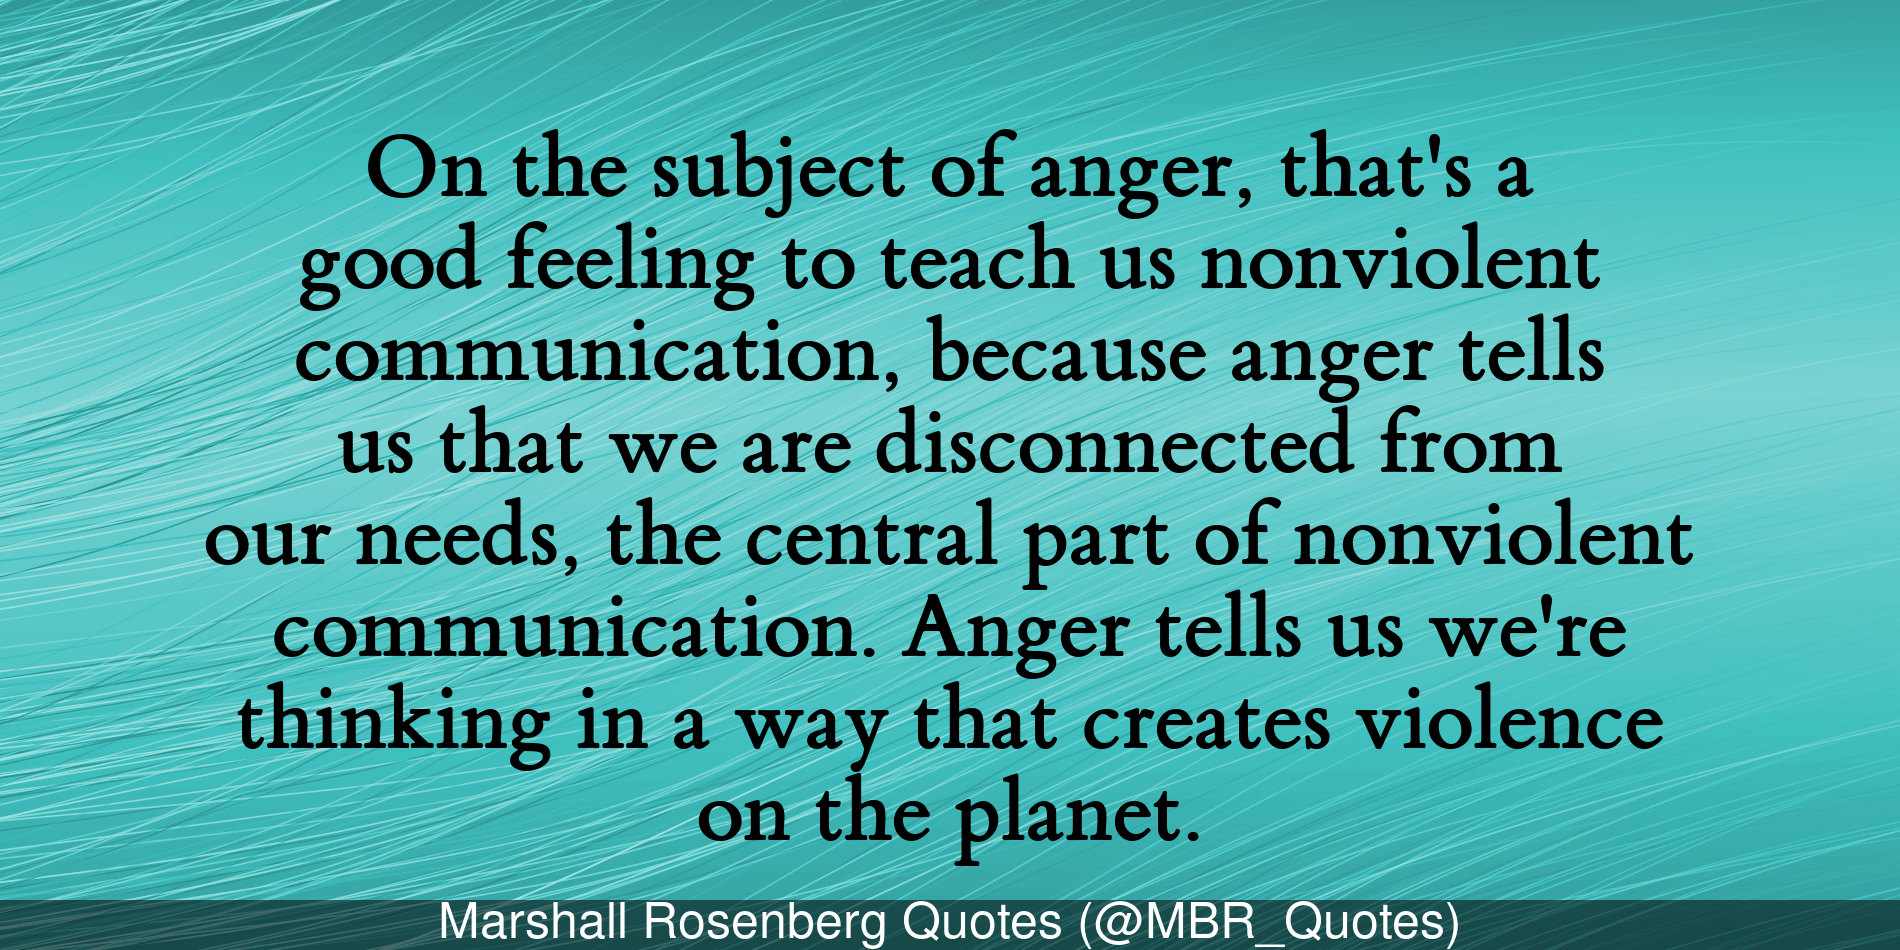 On the subject of anger, that's a
good feeling to teach us nonviolent
communication, because anger tells
us that we are disconnected from
our needs, the central part of nonviolent
communication. Anger tells us we're
thinking in a way that creates violence
on the planet.
Marshall Rosenberg Quotes (@MBR_Quotes)